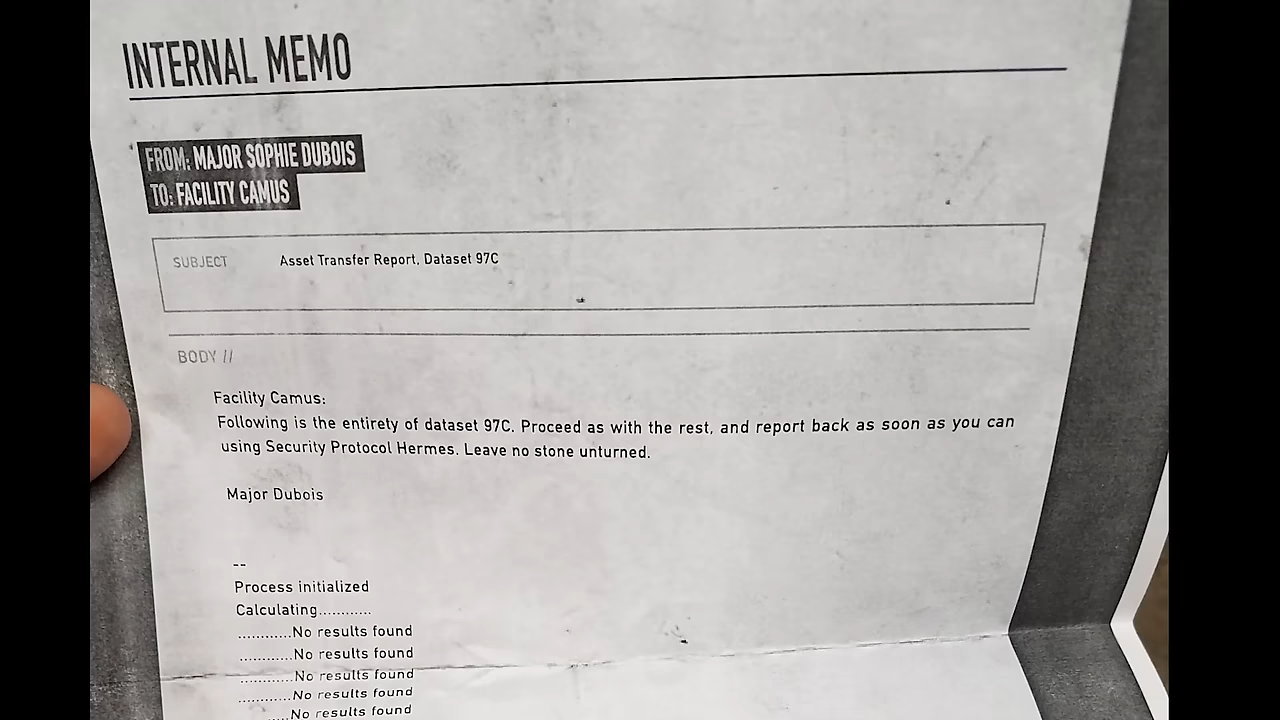 INTERNAL MEMO
FROM: MAJOR SOPHIE DUBOIS
TO: FACILITY CAMUS
SUBJECT Asset Transfer Report, Dataset 97C
BODY //
Facility Camus:
Following is the entirety of dataset 97C. Proceed as with the rest, and report back as soon as you can
using Security Protocol Hermes. Leave no stone unturned.
Major Dubois
--
Process initialized
Calculating............
............No results found
............No results found
............No results found
............No results found
.....No results found